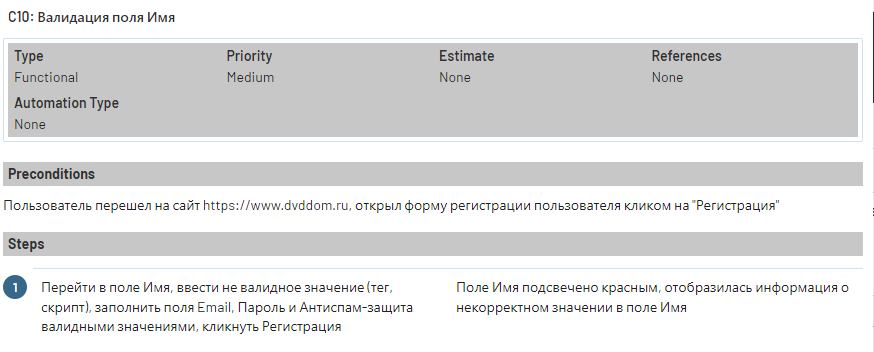 C10: Валидация поля Имя
Type Priority Estimate References
Functional Medium None None
Automation Type
None
Preconditions
Пользователь перешел на сайт https://www.dvddom.ru, открыл форму регистрации пользователя кликом на "Регистрация"
Steps
1
Перейти в поле Имя, ввести не валидное значение (тег,
скрипт), заполнить поля Email, Пароль и Антиспам-защита
валидными значениями, кликнуть Регистрация
Поле Имя подсвечено красным, отобразилась информация о
некорректном значении в поле Имя